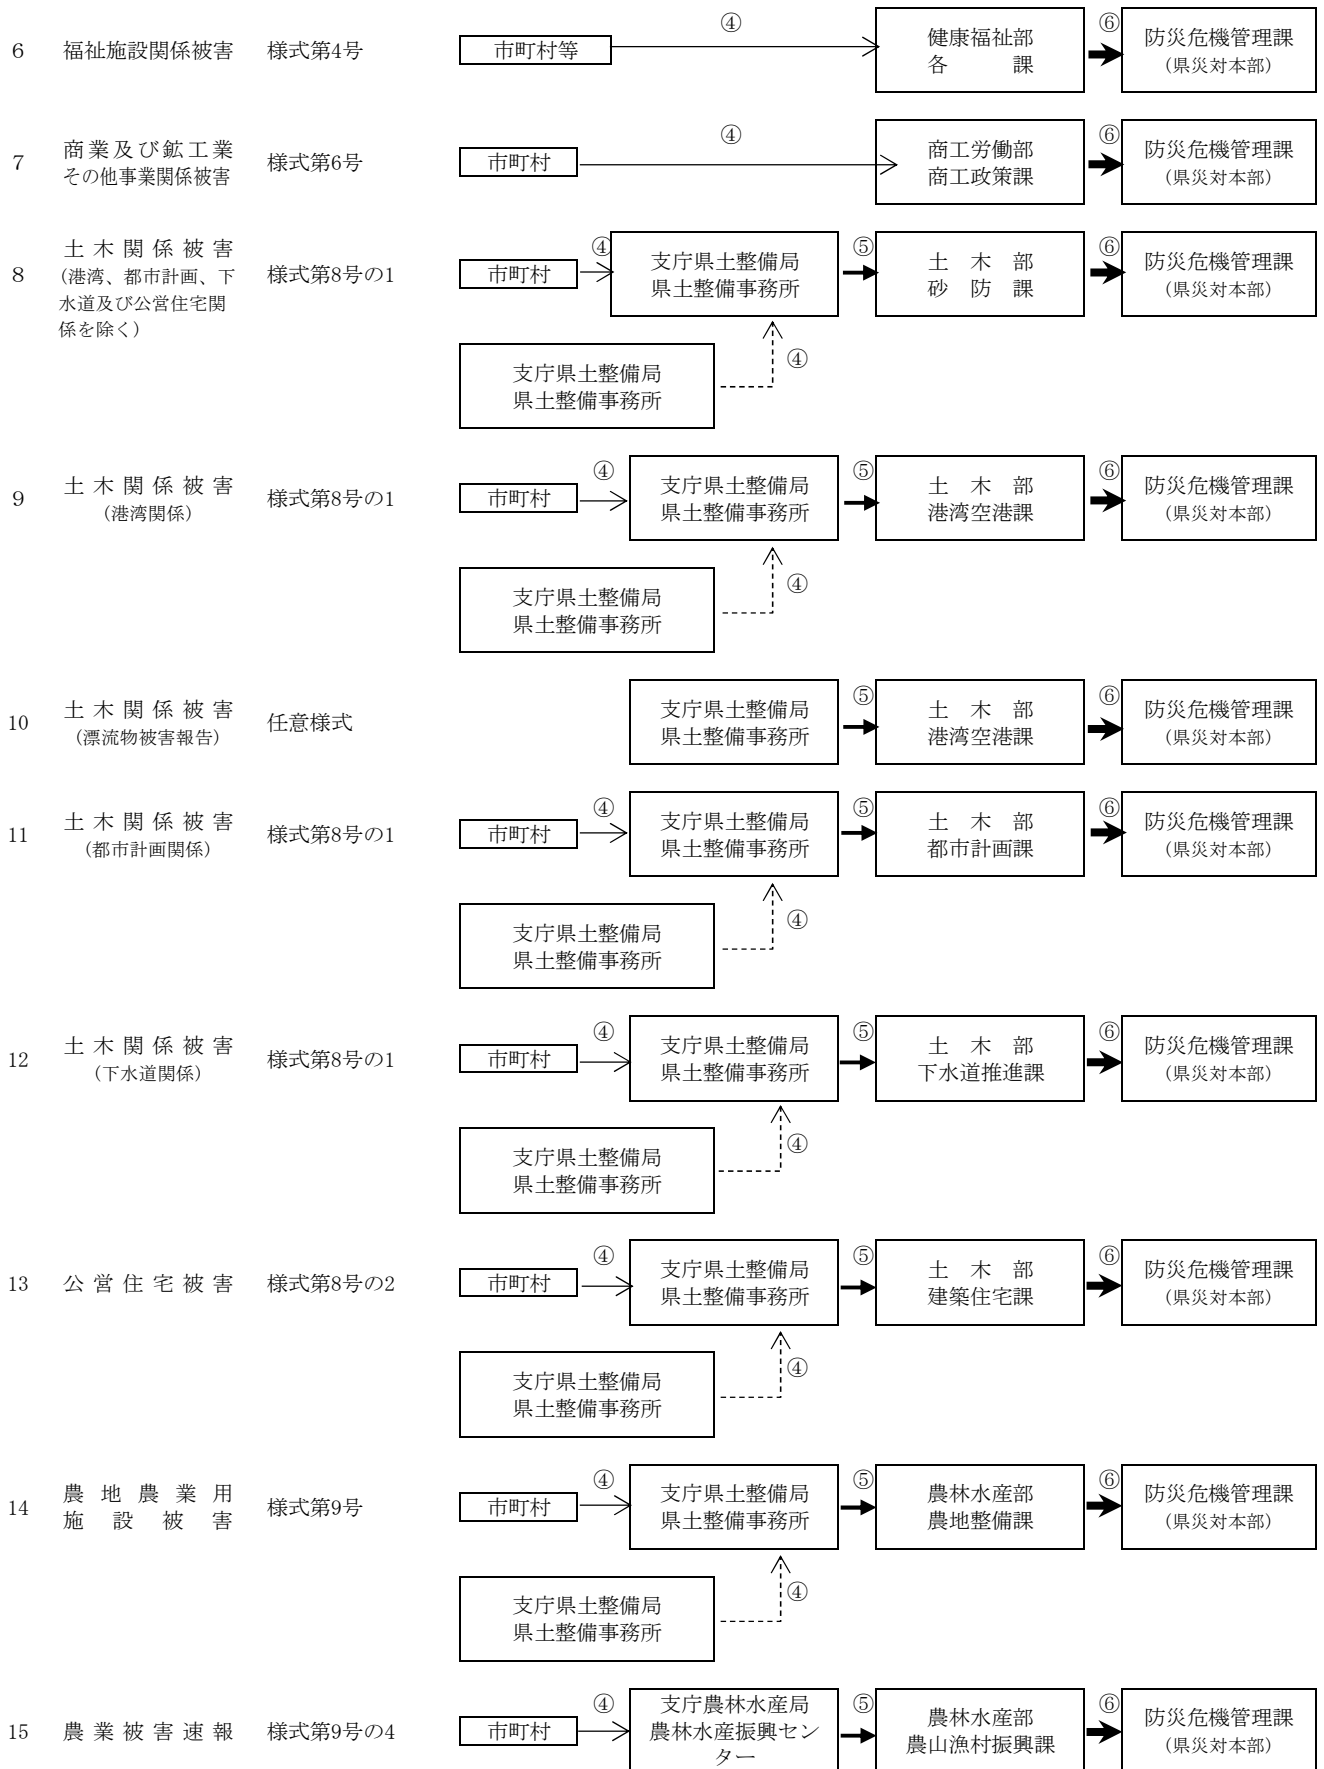 ④
⑥
6 福祉施設関係被害 様式第4号 市町村等 健康福祉部 各課 防災危機管理課 (県災対本部)
④
⑥
7 商業及び鉱工業 その他事業関係被害 様式第6号 市町村 商工労働部 商工政策課 防災危機管理課 (県災対本部)
④
⑤
⑥
8 土木関係被害 (港湾、都市計画、下 水道及び公営住宅関 係を除く) 様式第8号の1 市町村 支庁県土整備局 県土整備事務所 土木部 砂防課 防災危機管理課 (県災対本部)
④
支庁県土整備局
県土整備事務所
④
⑤
⑥
9 土木関係被害 (港湾関係) 様式第8号の1 市町村 支庁県土整備局 県土整備事務所 土木部 港湾空港課 防災危機管理課 (県災対本部)
④
支庁県土整備局
県土整備事務所
⑤
⑥
10 土木関係被害 (漂流物被害報告) 任意様式 支庁県土整備局 県土整備事務所 土木部 港湾空港課 防災危機管理課 (県災対本部)
④
⑤
⑥
11 土木関係被害 (都市計画関係) 様式第8号の1 市町村 支庁県土整備局 県土整備事務所 土木部 都市計画課 防災危機管理課 (県災対本部)
④
支庁県土整備局
県土整備事務所
④
⑤
⑥
12 土木関係被害 (下水道関係) 様式第8号の1 市町村 支庁県土整備局 県土整備事務所 土木部 下水道推進課 防災危機管理課 (県災対本部)
④
支庁県土整備局
県土整備事務所
④
⑤
⑥
13 公営住宅被害 様式第8号の2 市町村 支庁県土整備局 県土整備事務所 土木部 建築住宅課 防災危機管理課 (県災対本部)
④
支庁県土整備局
県土整備事務所
④
⑤
⑥
14 農地農業用 施設被害 様式第9号 市町村 支庁県土整備局 県土整備事務所 農林水産部 農地整備課 防災危機管理課 (県災対本部)
④
支庁県土整備局
県土整備事務所
④
⑤
⑥
15 農業被害速報 様式第9号の4 市町村 支庁農林水産局 農林水産振興セン ター 農林水産部 農山漁村振興課 防災危機管理課 (県災対本部)